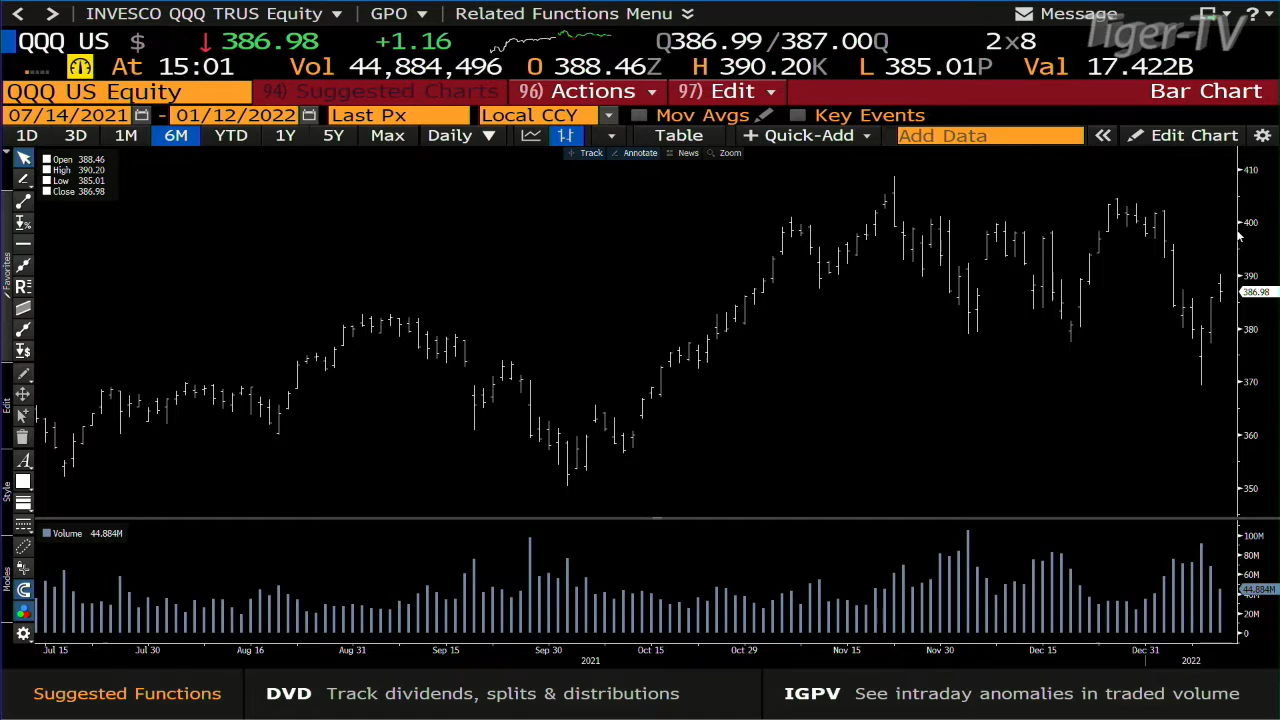 INVESCO QQQ TRUS Equity GPO Related Functions Menu Message ?
Tiger-TV
QQQ US $ ↓ 386.98 +1.16 Q386.99/387.00Q 2x8
At 15:01 Vol 44,884,496 O 388.46Z H 390.20K L 385.01P Val 17.422B
QQQ US Equity 94) Suggested Charts 96) Actions 97) Edit Bar Chart
07/14/2021 - 01/12/2022 Last Px Local CCY Mov Avgs Key Events
1D 3D 1M 6M YTD 1Y 5Y Max Daily Table + Quick-Add Add Data Edit Chart
Track Annotate News Zoom
Open 388.46
High 390.20
Low 385.01
Close 386.98
410
400
390
386.98
380
370
360
350
Favorites
Edit
Style
Modes
Volume 44.884M
100M
80M
60M
44.884M
20M
0
Jul 15 Jul 30 Aug 16 Aug 31 Sep 15 Sep 30 Oct 15 Oct 29 Nov 15 Nov 30 Dec 15 Dec 31
2021 2022
Suggested Functions DVD Track dividends, splits & distributions IGPV See intraday anomalies in traded volume